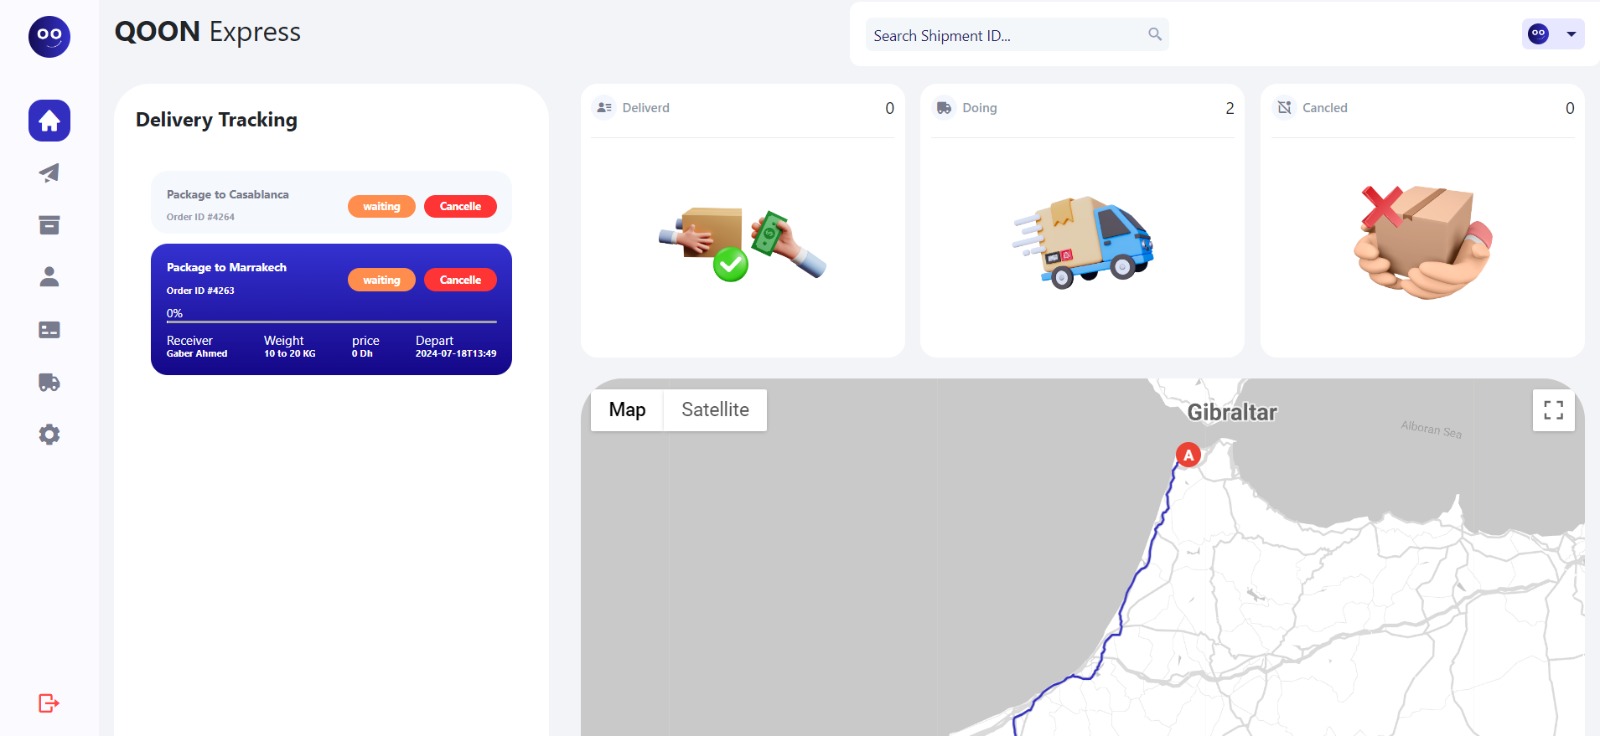 QOON Express
Search Shipment ID...
Delivery Tracking
Package to Casablanca
Order ID #4264
waiting
Cancelle
Package to Marrakech
Order ID #4263
waiting
Cancelle
0%
Receiver Weight price Depart
Gaber Ahmed 10 to 20 KG 0 Dh 2024-07-18T13:49
Deliverd 0
Doing 2
Cancled 0
Map Satellite
Gibraltar
Alboran Sea
A